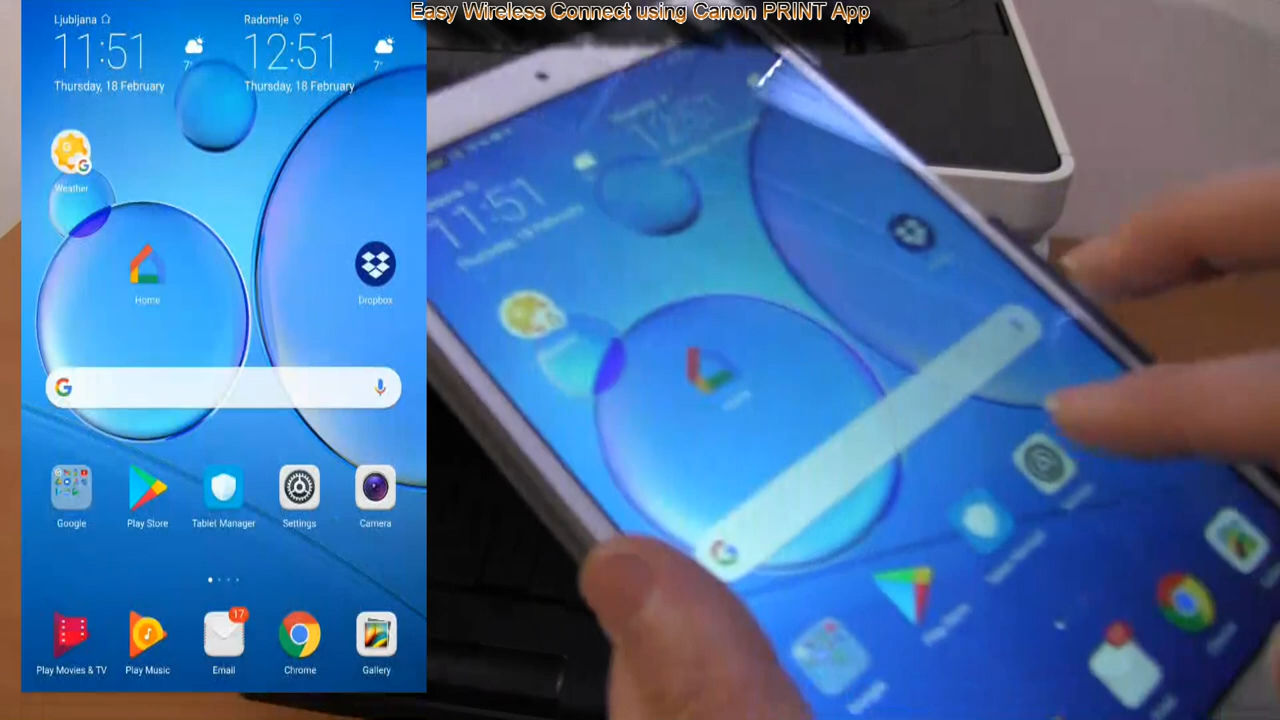 Easy Wireless Connect using Canon PRINT App
Ljubljana
Radomlje
11:51
12:51
7°
7°
Thursday, 18 February
Thursday, 18 February
Weather
Home
Dropbox
Google
Play Store
Tablet Manager
Settings
Camera
17
Play Movies & TV
Play Music
Email
Chrome
Gallery
11:51